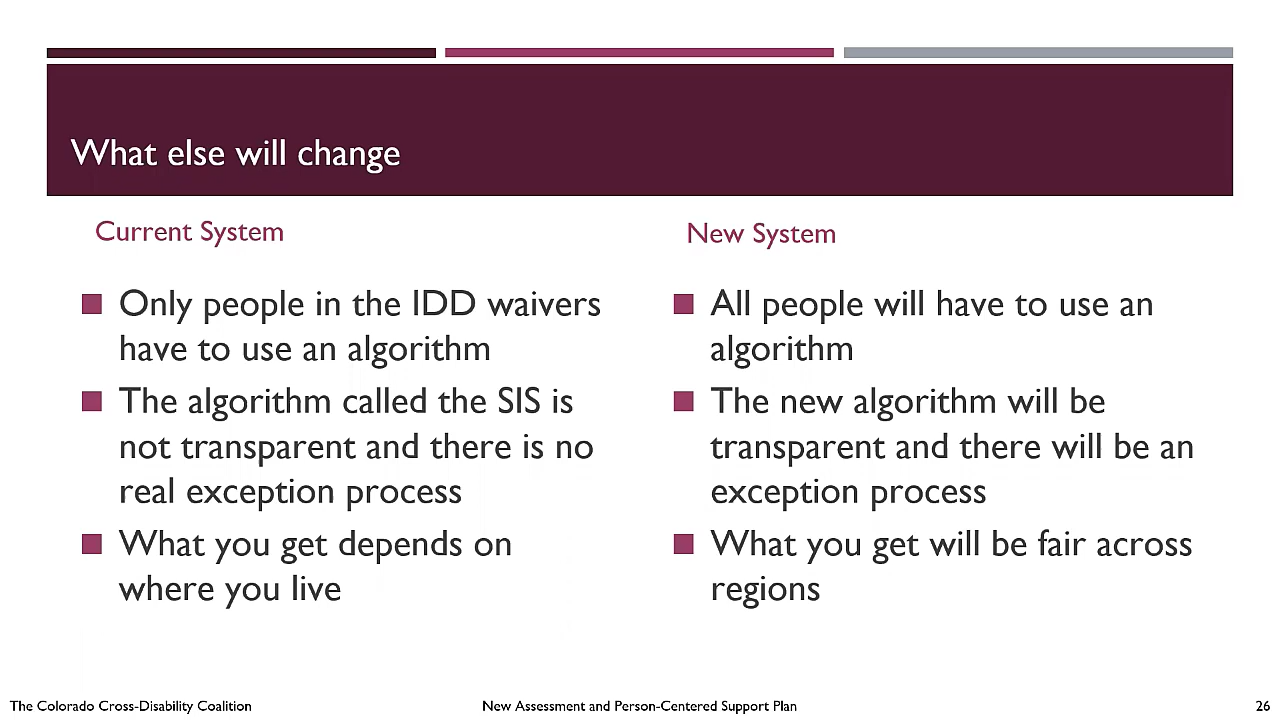 What else will change
Current System
Only people in the IDD waivers
have to use an algorithm
The algorithm called the SIS is
not transparent and there is no
real exception process
What you get depends on
where you live
New System
All people will have to use an
algorithm
The new algorithm will be
transparent and there will be an
exception process
What you get will be fair across
regions
The Colorado Cross-Disability Coalition
New Assessment and Person-Centered Support Plan
26